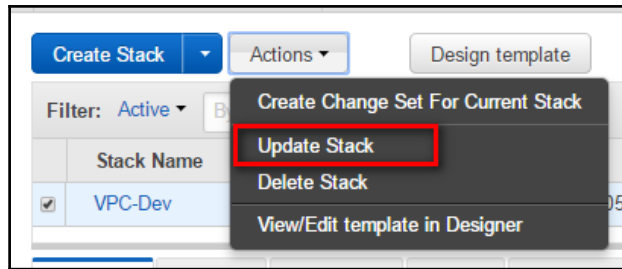 Create Stack
Actions
Design template
Filter: Active
Create Change Set For Current Stack
Stack Name
Update Stack
Delete Stack
VPC-Dev
View/Edit template in Designer